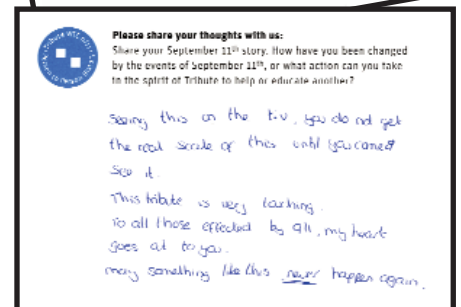 Please share your thoughts with us:
Share your September 11th story. How have you been changed
by the events of September 11th, or what action can you take
in the spirit of Tribute to help or educate another?
Seeing this on the t.v, you do not get
the real scale of this until you come &
see it.
This tribute is very touching.
To all those effected by 911, my heart
goes out to you.
may something like this never happen again.